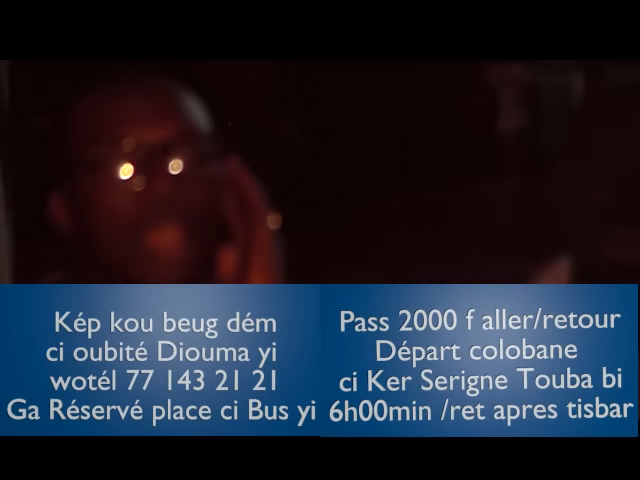 Kép kou beug dém
ci oubité Diouma yi
wotél 77 143 21 21
Ga Réservé place ci Bus yi
Pass 2000 f aller/retour
Départ colobane
ci Ker Serigne Touba bi
6h00min /ret apres tisbar